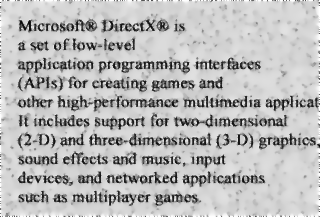 Microsoft® DirectX® is
a set of low-level
application programming interfaces
(APIs) for creating games and
other high-performance multimedia applicat
It includes support for two-dimensional
(2-D) and three-dimensional (3-D) graphics,
sound effects and music, input
devices, and networked applications
such as multiplayer games.